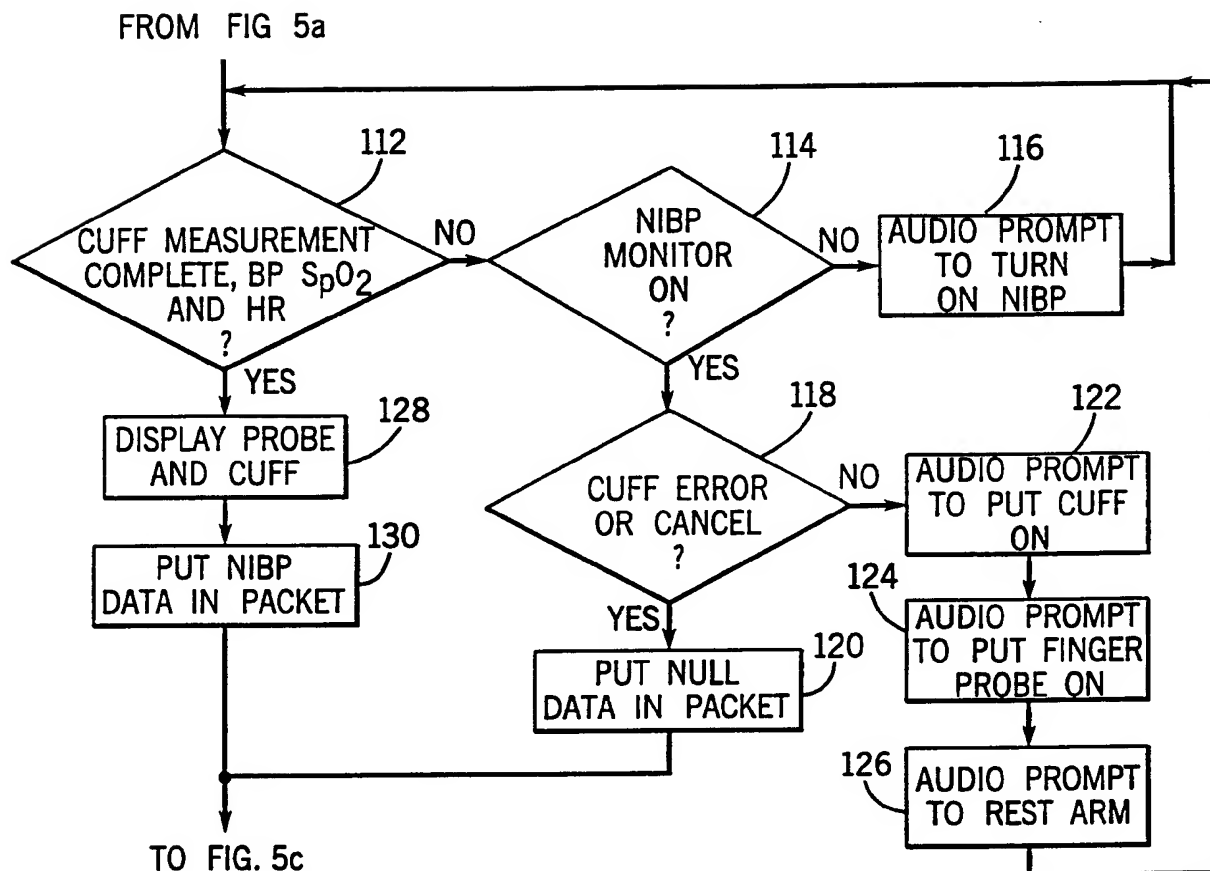 FROM FIG 5a
112
CUFF MEASUREMENT
COMPLETE, BP SpO2
AND HR
?
NO
YES
114
NIBP
MONITOR
ON
?
NO
YES
116
AUDIO PROMPT
TO TURN
ON NIBP
128
DISPLAY PROBE
AND CUFF
130
PUT NIBP
DATA IN PACKET
118
CUFF ERROR
OR CANCEL
?
NO
YES
122
AUDIO PROMPT
TO PUT CUFF
ON
120
PUT NULL
DATA IN PACKET
124
AUDIO PROMPT
TO PUT FINGER
PROBE ON
126
AUDIO PROMPT
TO REST ARM
TO FIG. 5c